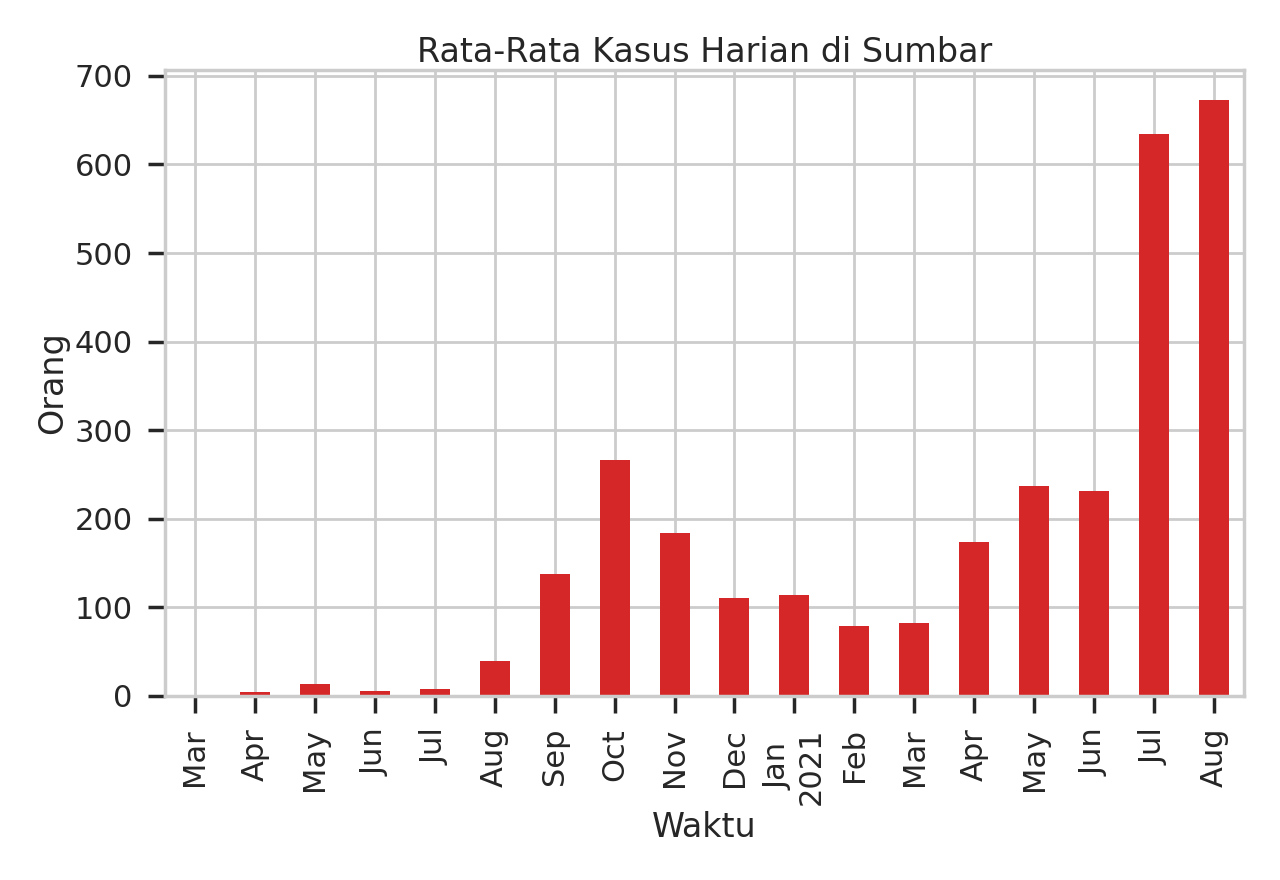 Rata-Rata Kasus Harian di Sumbar
700
600
500
400
300
200
100
0
Orang
Mar
Apr
May
Jun
Jul
Aug
Sep
Oct
Nov
Dec
Jan
2021
Feb
Mar
Apr
May
Jun
Jul
Aug
Waktu